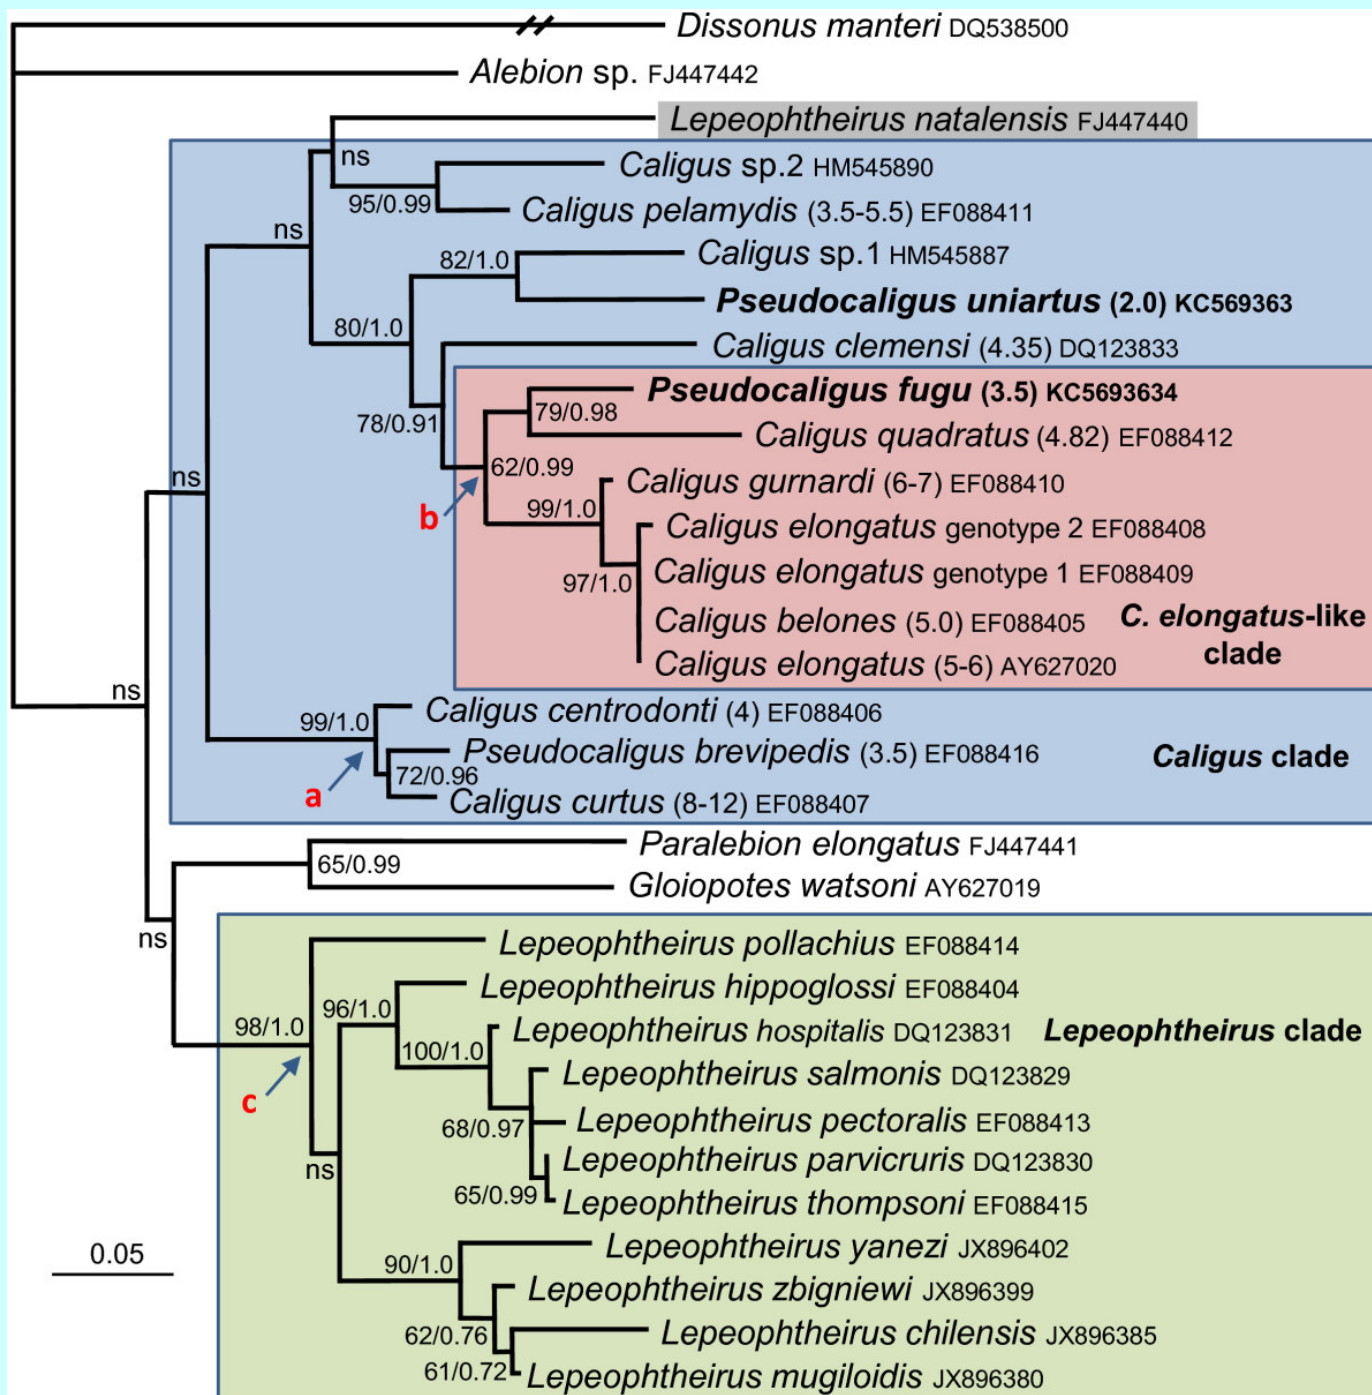 Dissonus manteri DQ538500
Alebion sp. FJ447442
Lepeophtheirus natalensis FJ447440
ns
Caligus sp.2 HM545890
95/0.99
Caligus pelamydis (3.5-5.5) EF088411
ns
Caligus sp.1 HM545887
82/1.0
Pseudocaligus uniartus (2.0) KC569363
80/1.0
Caligus clemensi (4.35) DQ123833
Pseudocaligus fugu (3.5) KC5693634
79/0.98
78/0.91
Caligus quadratus (4.82) EF088412
62/0.99
ns
Caligus gurnardi (6-7) EF088410
b
99/1.0
Caligus elongatus genotype 2 EF088408
Caligus elongatus genotype 1 EF088409
97/1.0
Caligus belones (5.0) EF088405
C. elongatus-like
clade
Caligus elongatus (5-6) AY627020
ns
Caligus centrodonti (4) EF088406
99/1.0
Pseudocaligus brevipedis (3.5) EF088416
Caligus clade
72/0.96
a
Caligus curtus (8-12) EF088407
Paralebion elongatus FJ447441
65/0.99
Gloiopotes watsoni AY627019
ns
Lepeophtheirus pollachius EF088414
Lepeophtheirus hippoglossi EF088404
96/1.0
98/1.0
Lepeophtheirus hospitalis DQ123831
Lepeophtheirus clade
100/1.0
Lepeophtheirus salmonis DQ123829
c
Lepeophtheirus pectoralis EF088413
68/0.97
Lepeophtheirus parvicruris DQ123830
ns
65/0.99
Lepeophtheirus thompsoni EF088415
Lepeophtheirus yanezi JX896402
0.05
90/1.0
Lepeophtheirus zbigniewi JX896399
62/0.76
Lepeophtheirus chilensis JX896385
61/0.72
Lepeophtheirus mugiloidis JX896380